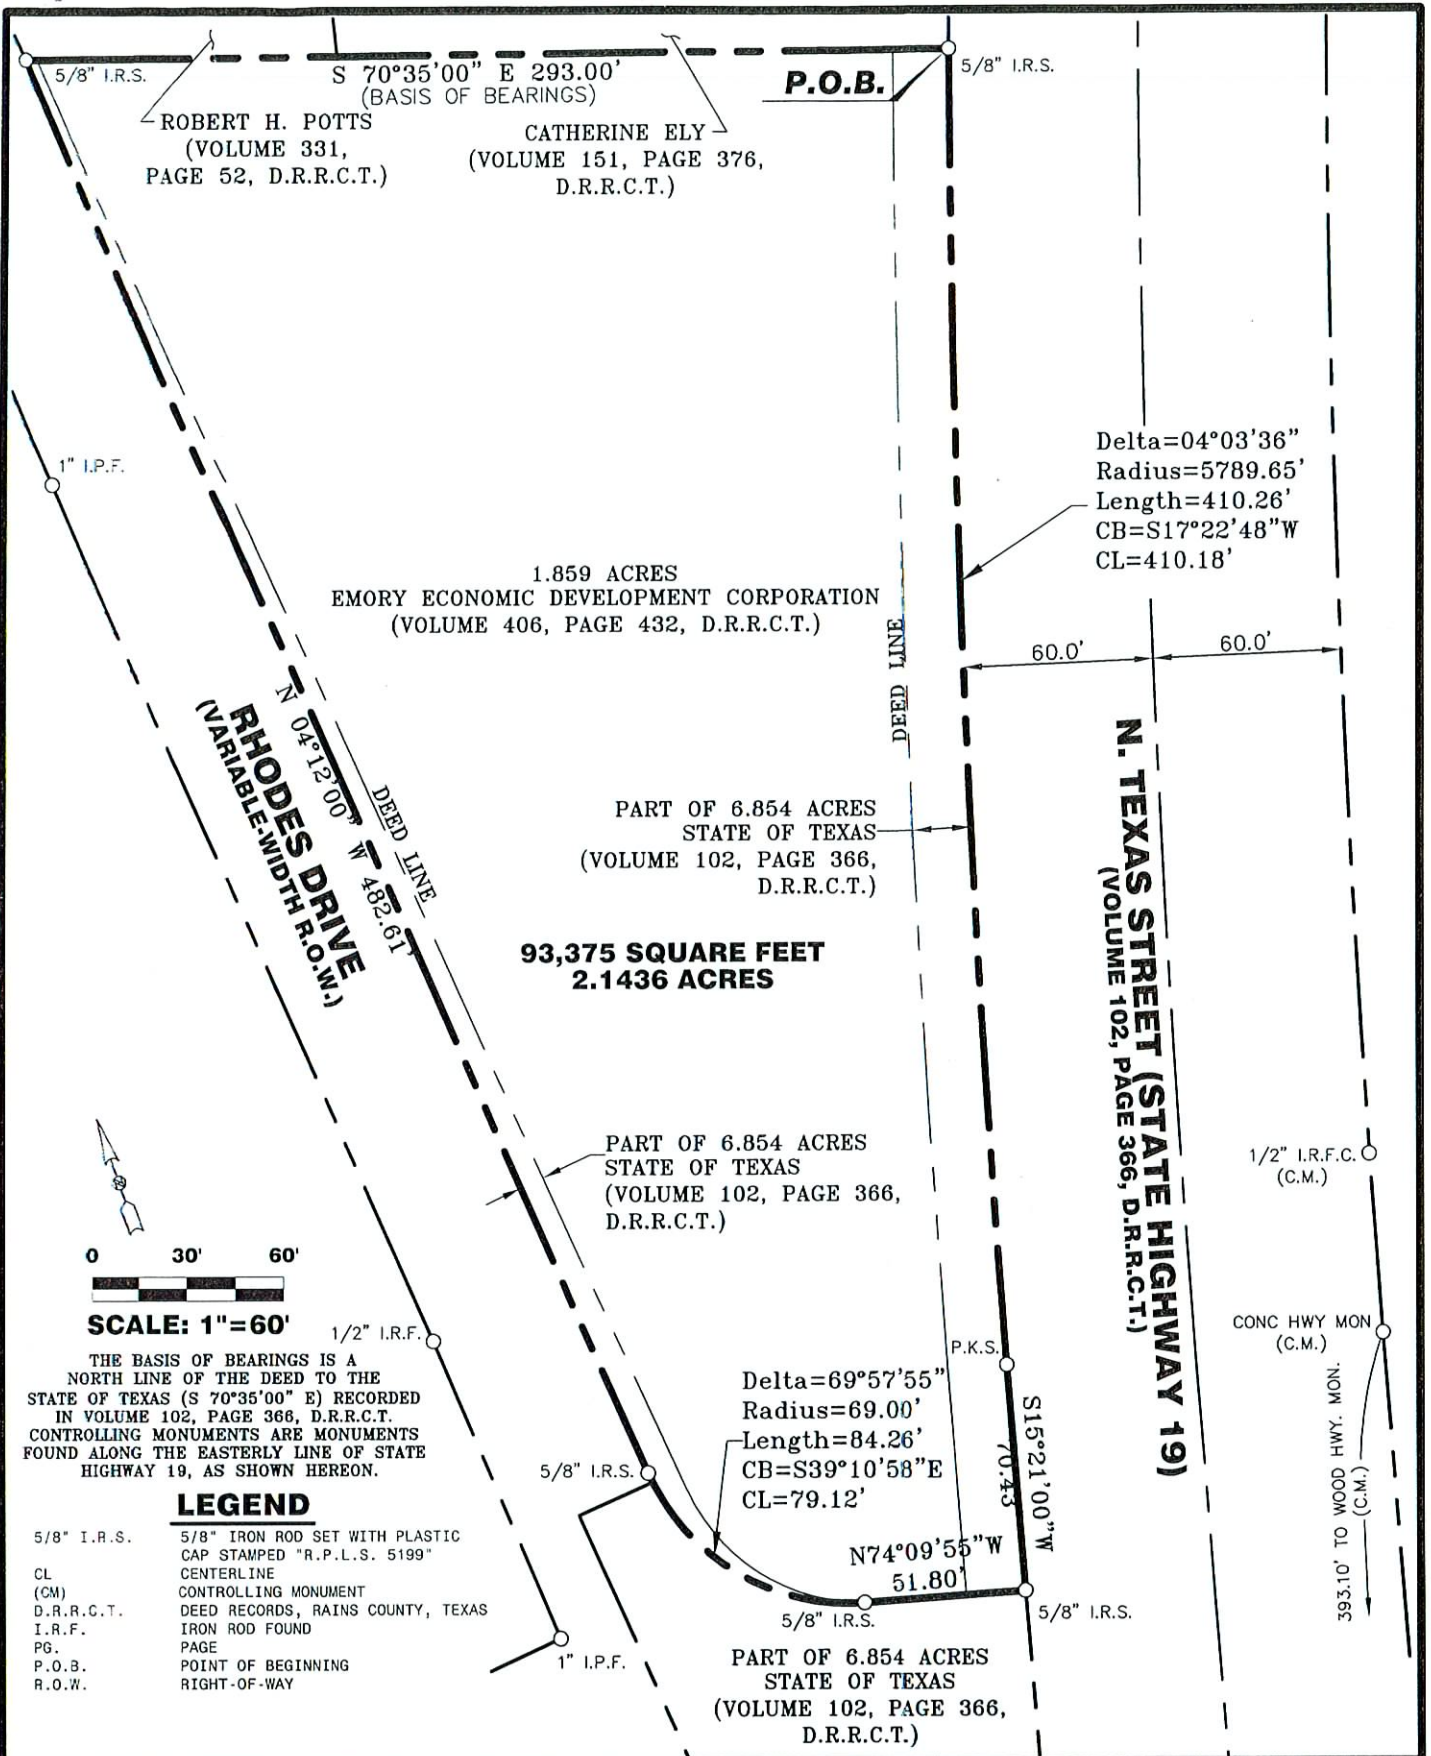 5/8" I.R.S.
S 70°35'00" E 293.00'
(BASIS OF BEARINGS)
P.O.B.
5/8" I.R.S.
ROBERT H. POTTS
(VOLUME 331,
PAGE 52, D.R.R.C.T.)
CATHERINE ELY
(VOLUME 151, PAGE 376,
D.R.R.C.T.)
1" I.P.F.
Delta=04°03'36"
Radius=5789.65'
Length=410.26'
CB=S17°22'48"W
CL=410.18'
1.859 ACRES
EMORY ECONOMIC DEVELOPMENT CORPORATION
(VOLUME 406, PAGE 432, D.R.R.C.T.)
DEED LINE
60.0'
60.0'
N 04°12'00" W 482.61'
RHODES DRIVE
(VARIABLE-WIDTH R.O.W.)
DEED LINE
PART OF 6.854 ACRES
STATE OF TEXAS
(VOLUME 102, PAGE 366,
D.R.R.C.T.)
N. TEXAS STREET (STATE HIGHWAY 19)
(VOLUME 102, PAGE 366, D.R.R.C.T.)
93,375 SQUARE FEET
2.1436 ACRES
PART OF 6.854 ACRES
STATE OF TEXAS
(VOLUME 102, PAGE 366,
D.R.R.C.T.)
1/2" I.R.F.C.
(C.M.)
0 30' 60'
SCALE: 1"=60'
1/2" I.R.F.
CONC HWY MON
(C.M.)
P.K.S.
THE BASIS OF BEARINGS IS A
NORTH LINE OF THE DEED TO THE
STATE OF TEXAS (S 70°35'00" E) RECORDED
IN VOLUME 102, PAGE 366, D.R.R.C.T.
CONTROLLING MONUMENTS ARE MONUMENTS
FOUND ALONG THE EASTERLY LINE OF STATE
HIGHWAY 19, AS SHOWN HEREON.
Delta=69°57'55"
Radius=69.00'
Length=84.26'
CB=S39°10'58"E
CL=79.12'
S15°21'00"W
70.43'
393.10' TO WOOD HWY. MON.
(C.M.)
5/8" I.R.S.
N74°09'55"W
51.80'
5/8" I.R.S.
5/8" I.R.S.
LEGEND
5/8" I.R.S. 5/8" IRON ROD SET WITH PLASTIC
CAP STAMPED "R.P.L.S. 5199"
CL CENTERLINE
(CM) CONTROLLING MONUMENT
D.R.R.C.T. DEED RECORDS, RAINS COUNTY, TEXAS
I.R.F. IRON ROD FOUND
PG. PAGE
P.O.B. POINT OF BEGINNING
R.O.W. RIGHT-OF-WAY
1" I.P.F.
PART OF 6.854 ACRES
STATE OF TEXAS
(VOLUME 102, PAGE 366,
D.R.R.C.T.)